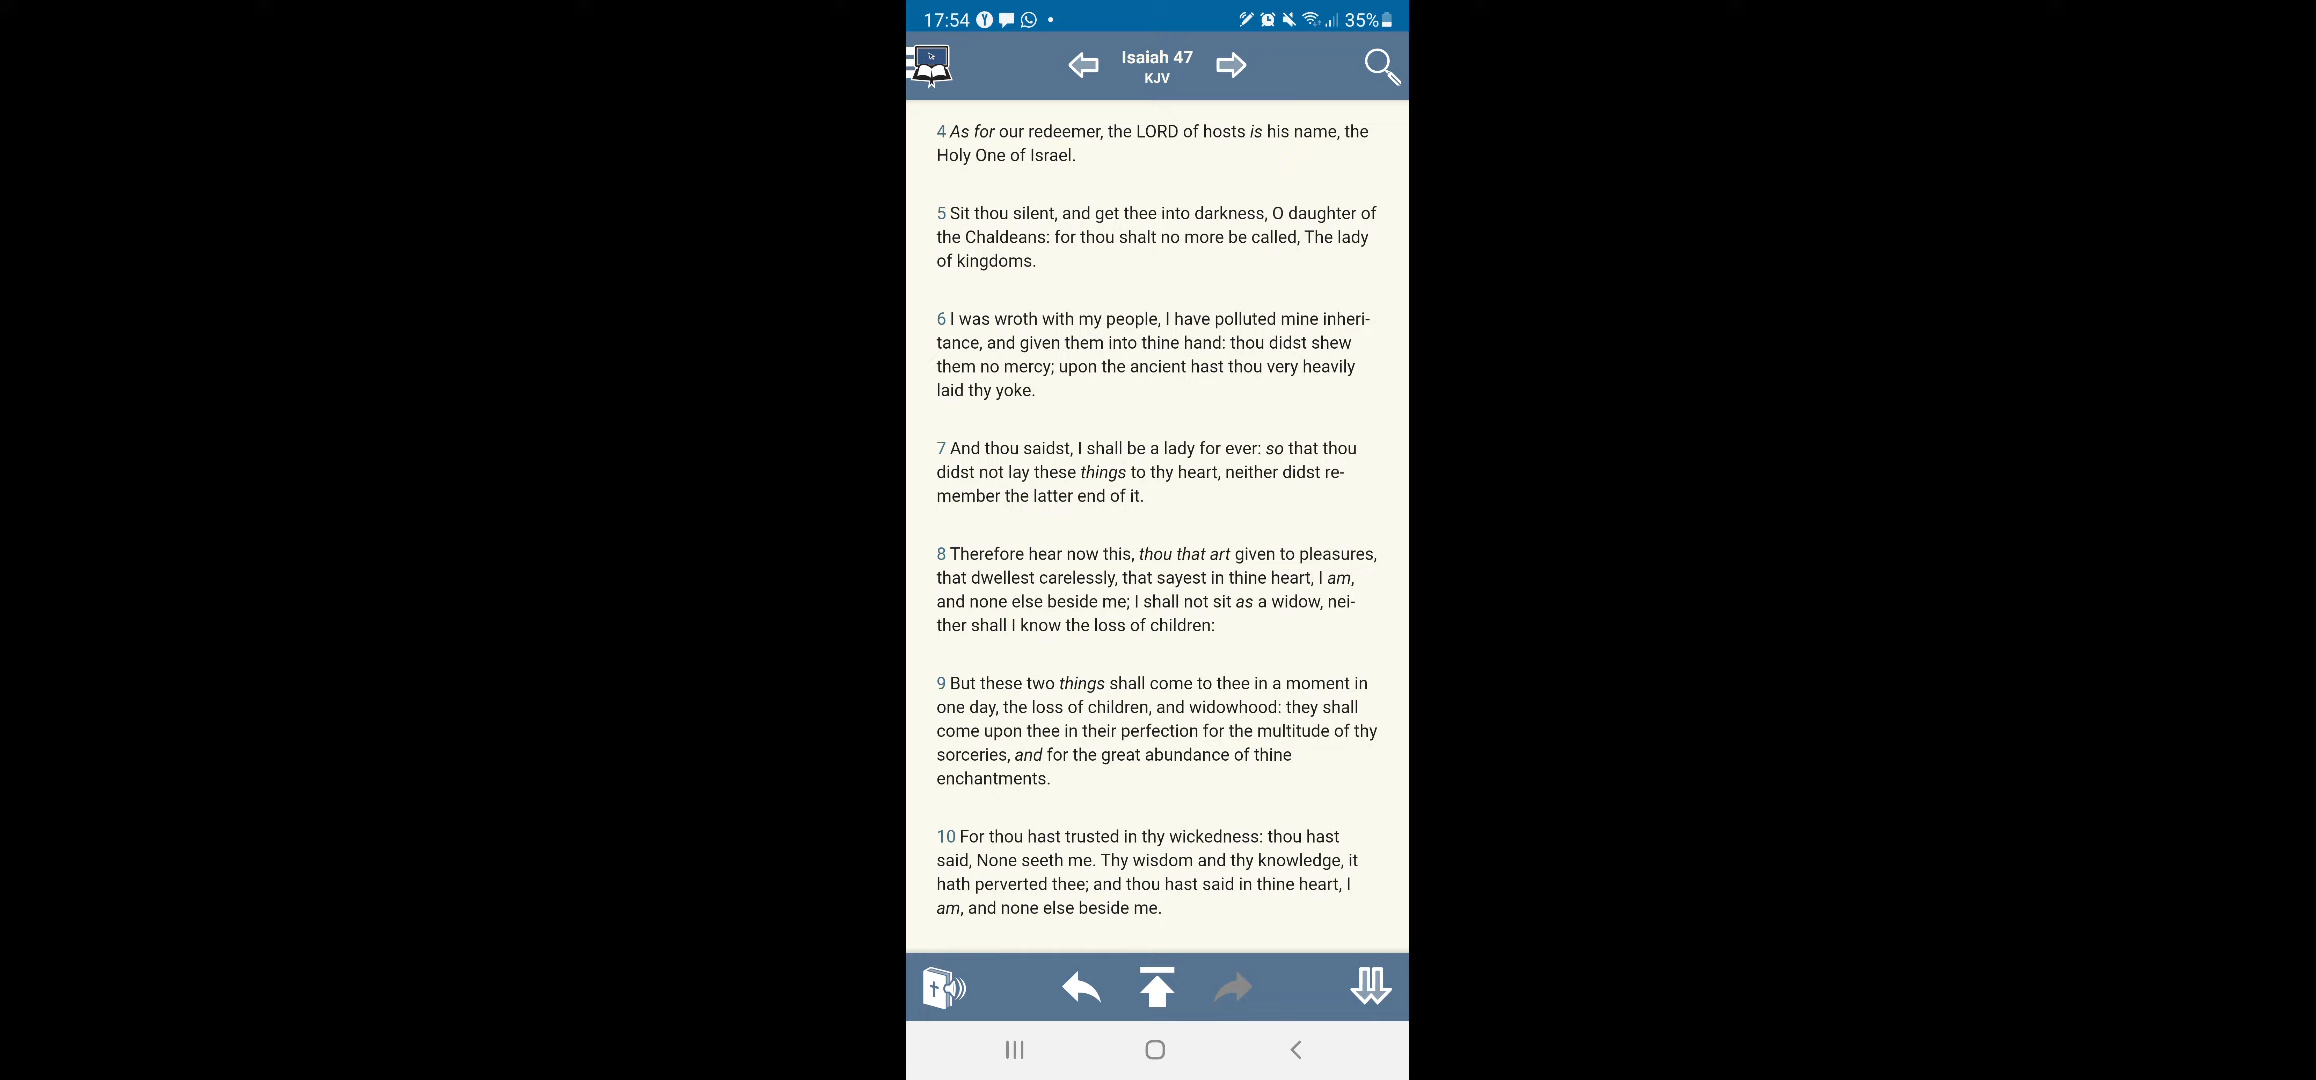 17:54
35%
Isaiah 47
KJV
4 As for our redeemer, the LORD of hosts is his name, the
Holy One of Israel.
5 Sit thou silent, and get thee into darkness, O daughter of
the Chaldeans: for thou shalt no more be called, The lady
of kingdoms.
6 I was wroth with my people, I have polluted mine inheri-
tance, and given them into thine hand: thou didst shew
them no mercy; upon the ancient hast thou very heavily
laid thy yoke.
7 And thou saidst, I shall be a lady for ever: so that thou
didst not lay these things to thy heart, neither didst re-
member the latter end of it.
8 Therefore hear now this, thou that art given to pleasures,
that dwellest carelessly, that sayest in thine heart, I am,
and none else beside me; I shall not sit as a widow, nei-
ther shall I know the loss of children:
9 But these two things shall come to thee in a moment in
one day, the loss of children, and widowhood: they shall
come upon thee in their perfection for the multitude of thy
sorceries, and for the great abundance of thine
enchantments.
10 For thou hast trusted in thy wickedness: thou hast
said, None seeth me. Thy wisdom and thy knowledge, it
hath perverted thee; and thou hast said in thine heart, I
am, and none else beside me.